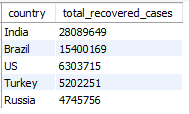 country total_recovered_cases
India 28089649
Brazil 15400169
US 6303715
Turkey 5202251
Russia 4745756